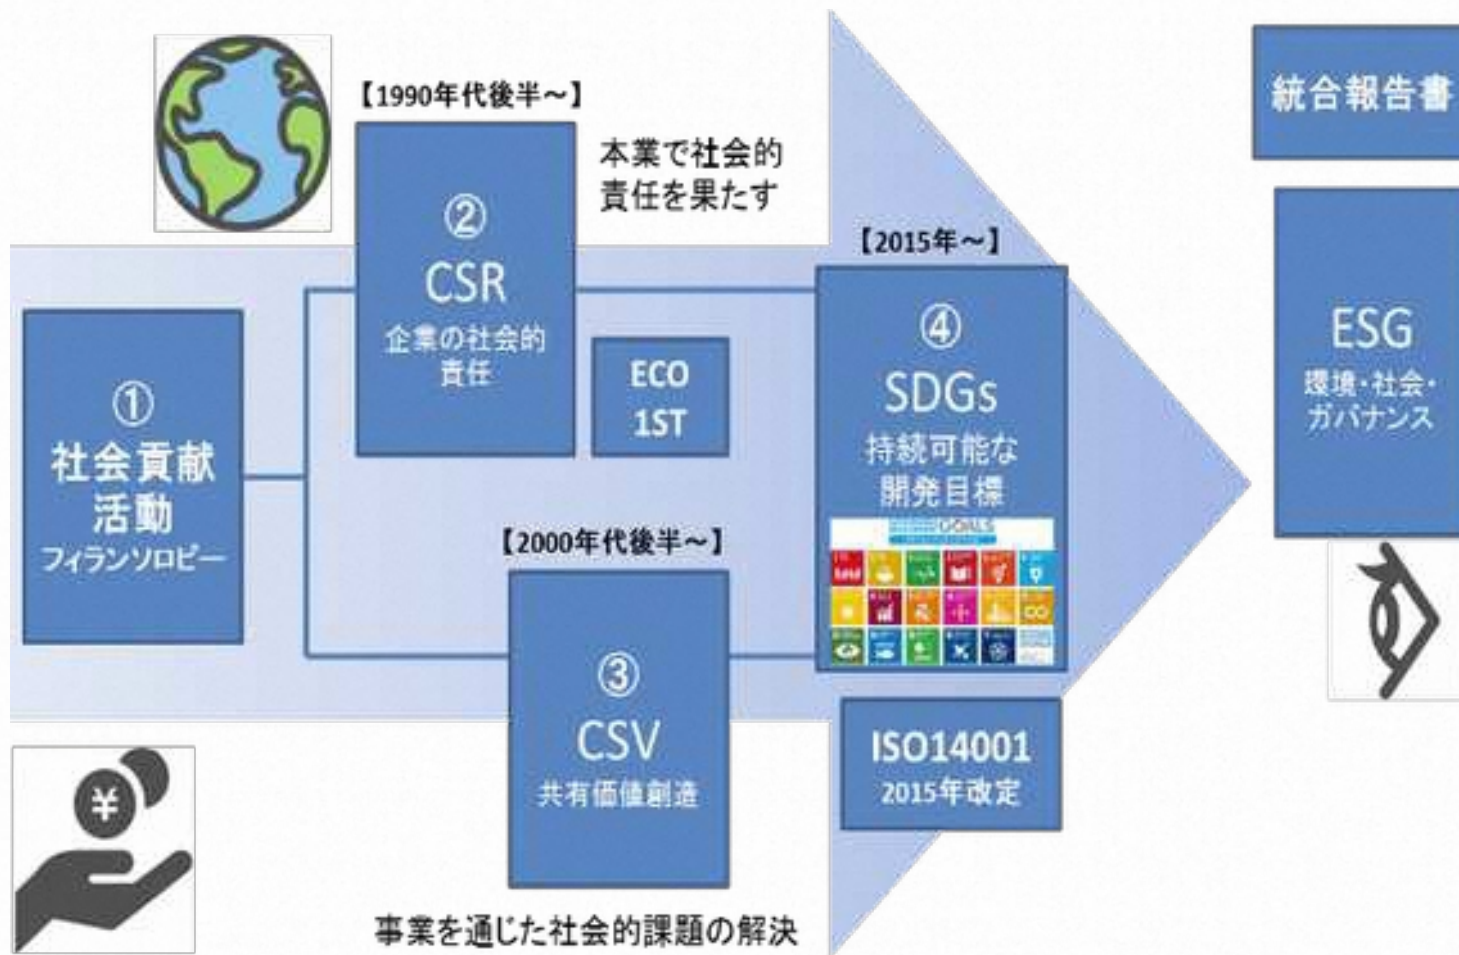 【1990年代後半～】
本業で社会的
責任を果たす
②
CSR
企業の社会的
責任
ECO
1ST
①
社会貢献
活動
フィランソロピー
【2000年代後半～】
③
CSV
共有価値創造
事業を通じた社会的課題の解決
¥
【2015年～】
④
SDGs
持続可能な
開発目標
GOALS
ISO14001
2015年改定
統合報告書
ESG
環境・社会・
ガバナンス